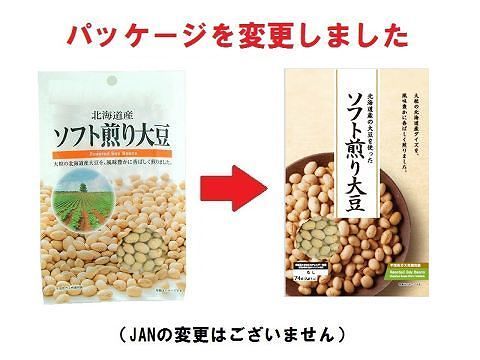 パッケージを変更しました
北海道産
ソフト煎り大豆
Roasted Soy Beans
大粒の北海道産大豆を、風味豊かに香ばしく煎りました。
大粒の北海道産ダイズを、
風味豊かに香ばしく煎りました。
北海道産の大豆を使った
ソフト煎り大豆
Roasted Soy Beans
（JANの変更はございません）